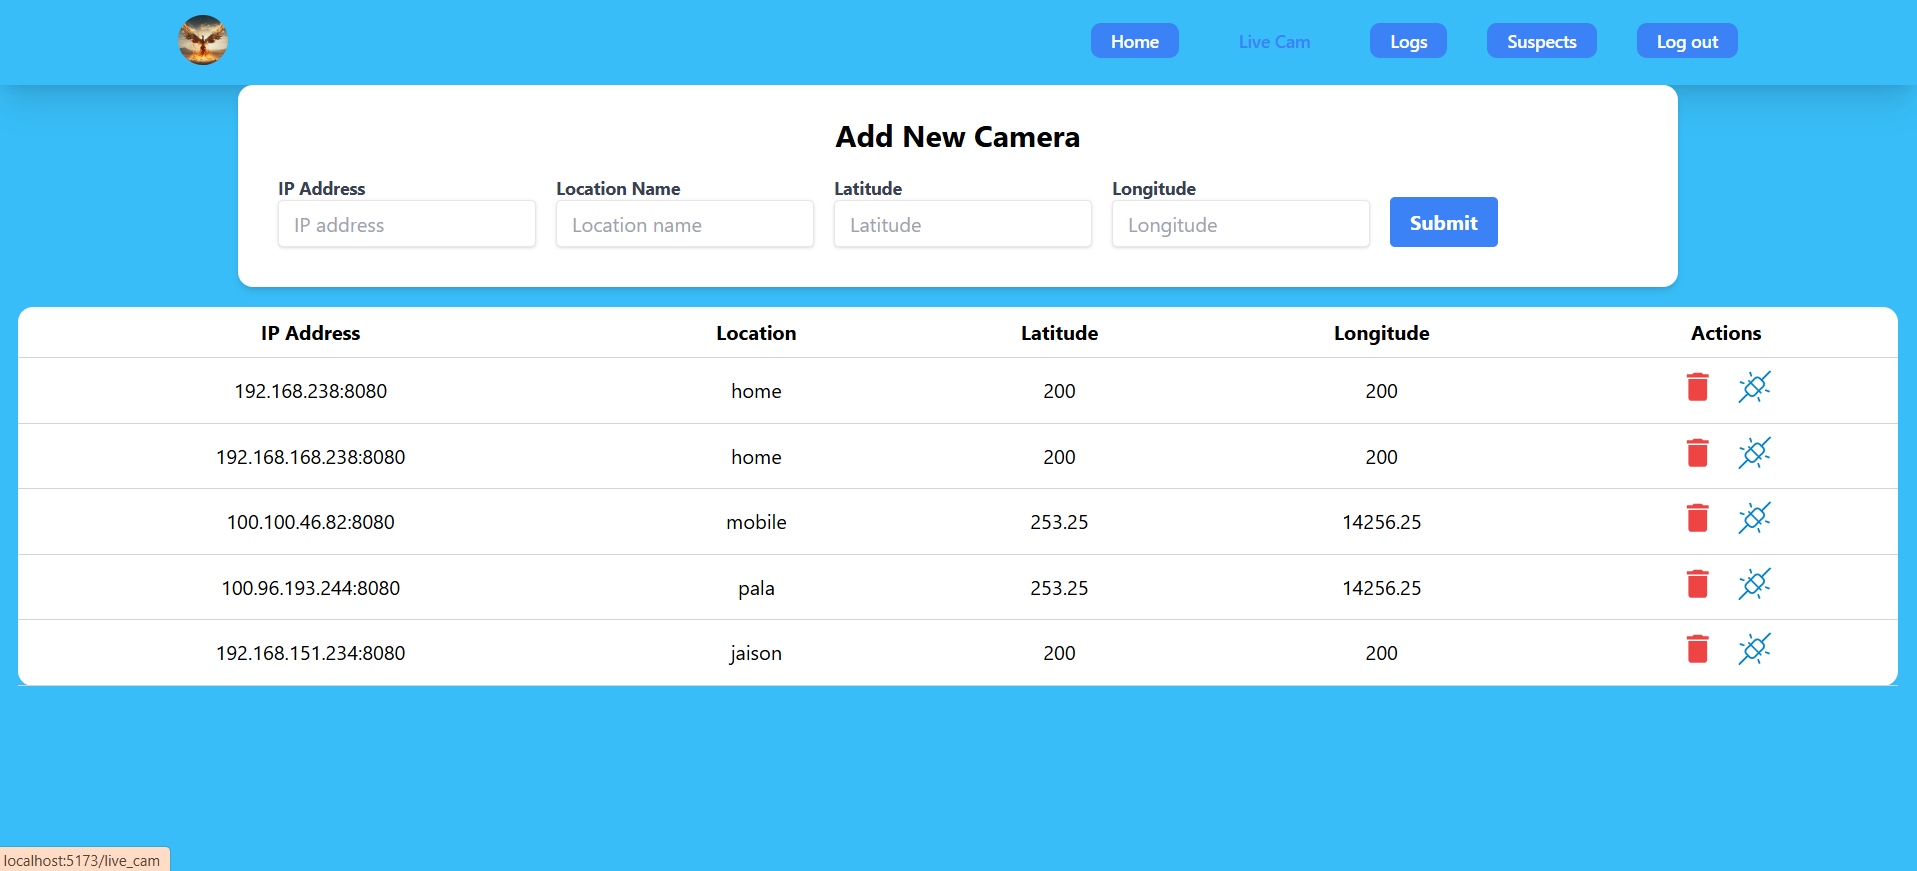 Home Live Cam Logs Suspects Log out
Add New Camera
IP Address Location Name Latitude Longitude
IP address Location name Latitude Longitude Submit
IP Address Location Latitude Longitude Actions
192.168.238:8080 home 200 200
192.168.168.238:8080 home 200 200
100.100.46.82:8080 mobile 253.25 14256.25
100.96.193.244:8080 pala 253.25 14256.25
192.168.151.234:8080 jaison 200 200
localhost:5173/live_cam